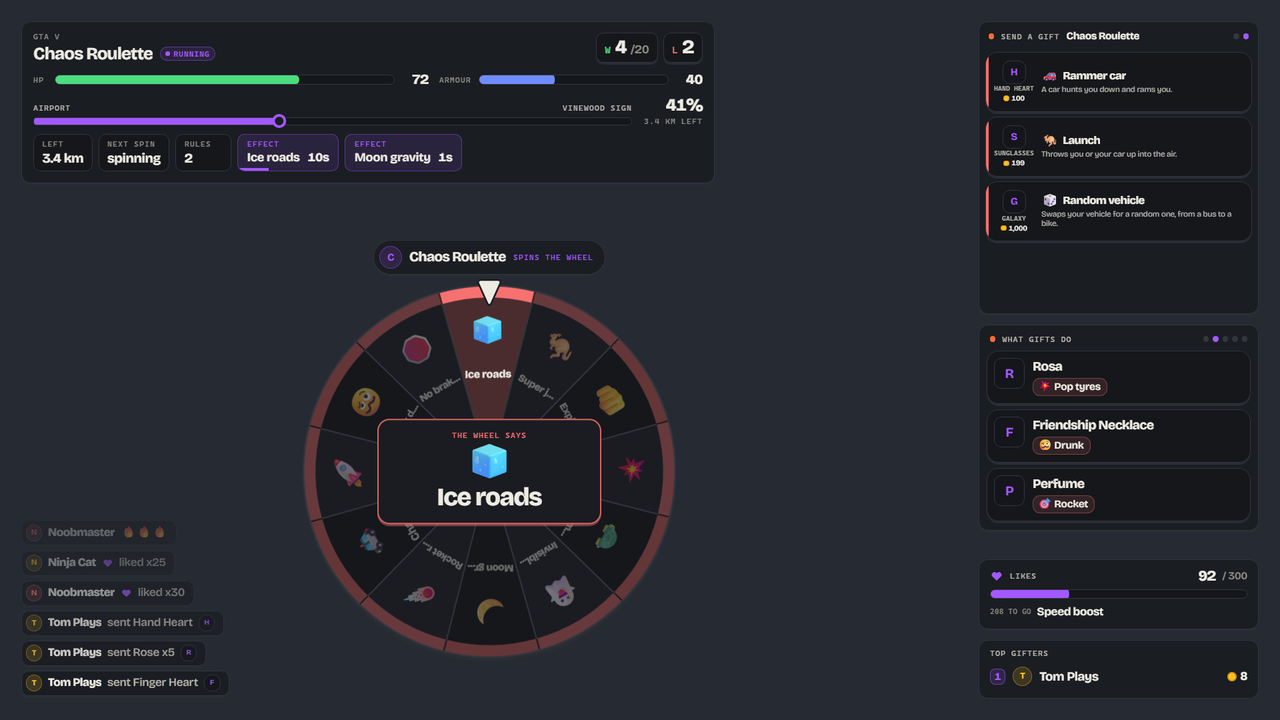 GTA V
Chaos Roulette
RUNNING
W 4 /20
L 2
HP
72
ARMOUR
40
AIRPORT
VINEWOOD SIGN
41%
3.4 KM LEFT
LEFT
3.4 km
NEXT SPIN
spinning
RULES
2
EFFECT
Ice roads 10s
EFFECT
Moon gravity 1s
C Chaos Roulette SPINS THE WHEEL
Ice roads
Super j...
No brak...
THE WHEEL SAYS
Ice roads
Invisibl...
Moon gr...
Rocket r...
N Noobmaster
N Ninja Cat liked x25
N Noobmaster liked x30
T Tom Plays sent Hand Heart H
T Tom Plays sent Rose x5 R
T Tom Plays sent Finger Heart F
SEND A GIFT Chaos Roulette
H
HAND HEART
100
Rammer car
A car hunts you down and rams you.
S
SUNGLASSES
199
Launch
Throws you or your car up into the air.
G
GALAXY
1,000
Random vehicle
Swaps your vehicle for a random one, from a bus to a
bike.
WHAT GIFTS DO
R
Rosa
Pop tyres
F
Friendship Necklace
Drunk
P
Perfume
Rocket
LIKES
92 / 300
208 TO GO Speed boost
TOP GIFTERS
1 T Tom Plays 8